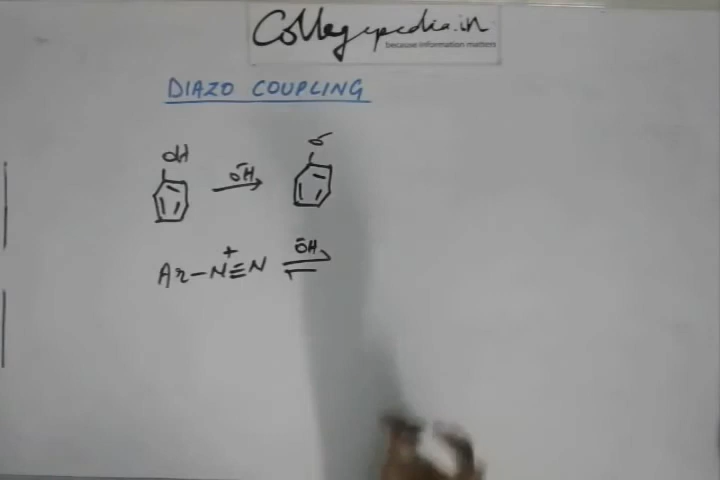 Collegepedia.in
because information matters
DIAZO COUPLING
OH
ŌH
O⁻
Ar-N⁺≡N ŌH